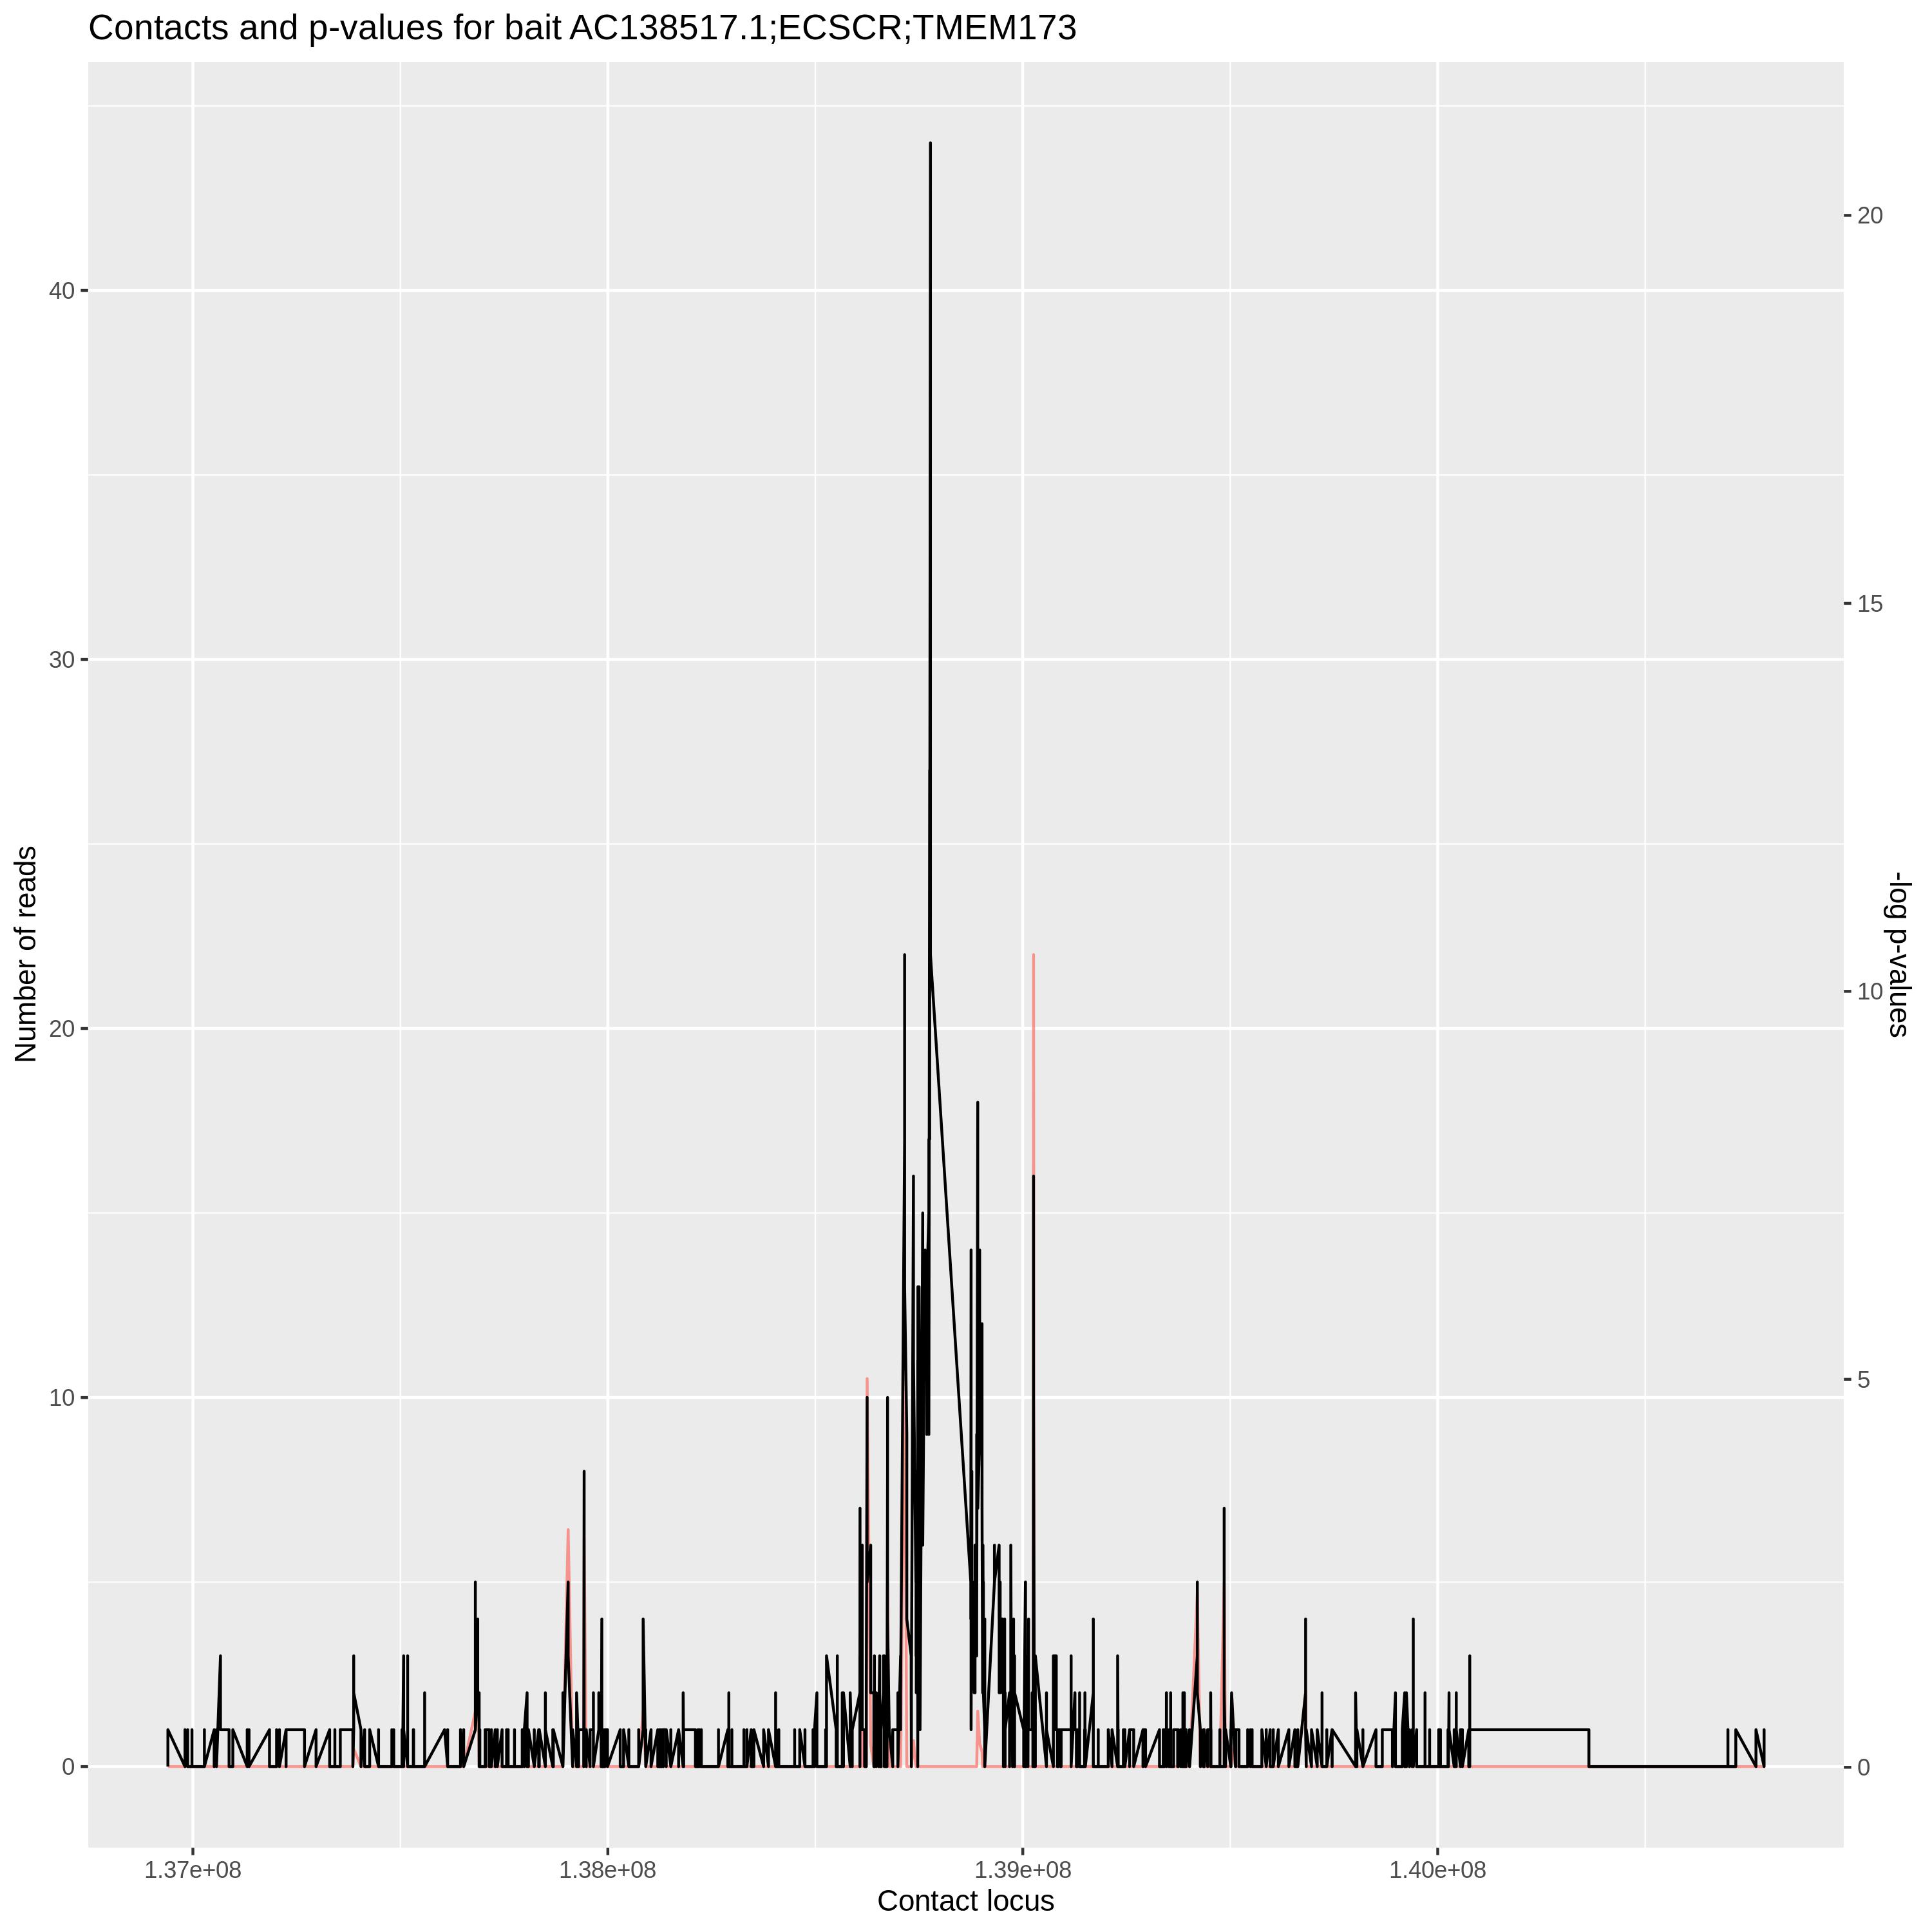 Contacts and p-values for bait AC138517.1;ECSCR;TMEM173
Number of reads
40
30
20
10
0
20
15
10
5
0
-log p-values
1.37e+08
1.38e+08
1.39e+08
1.40e+08
Contact locus